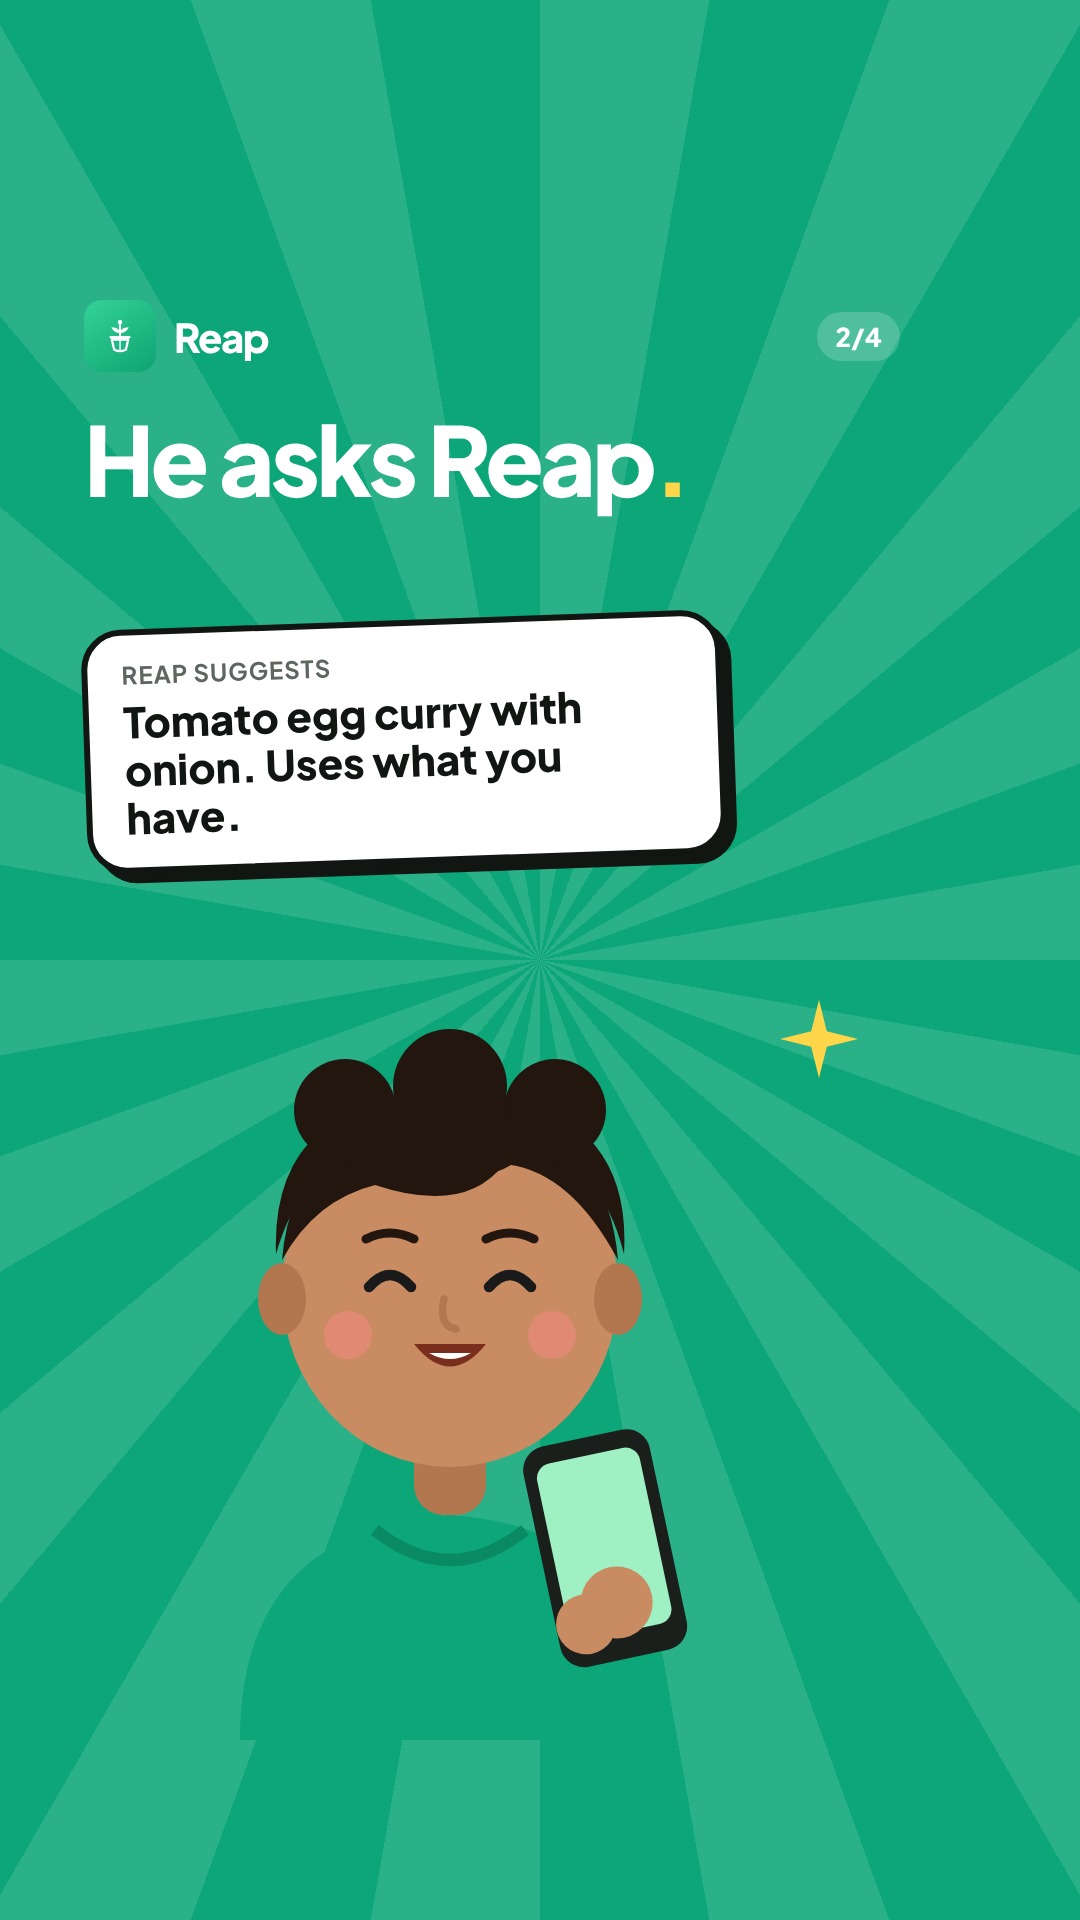 Reap
2/4
He asks Reap.
REAP SUGGESTS
Tomato egg curry with
onion. Uses what you
have.